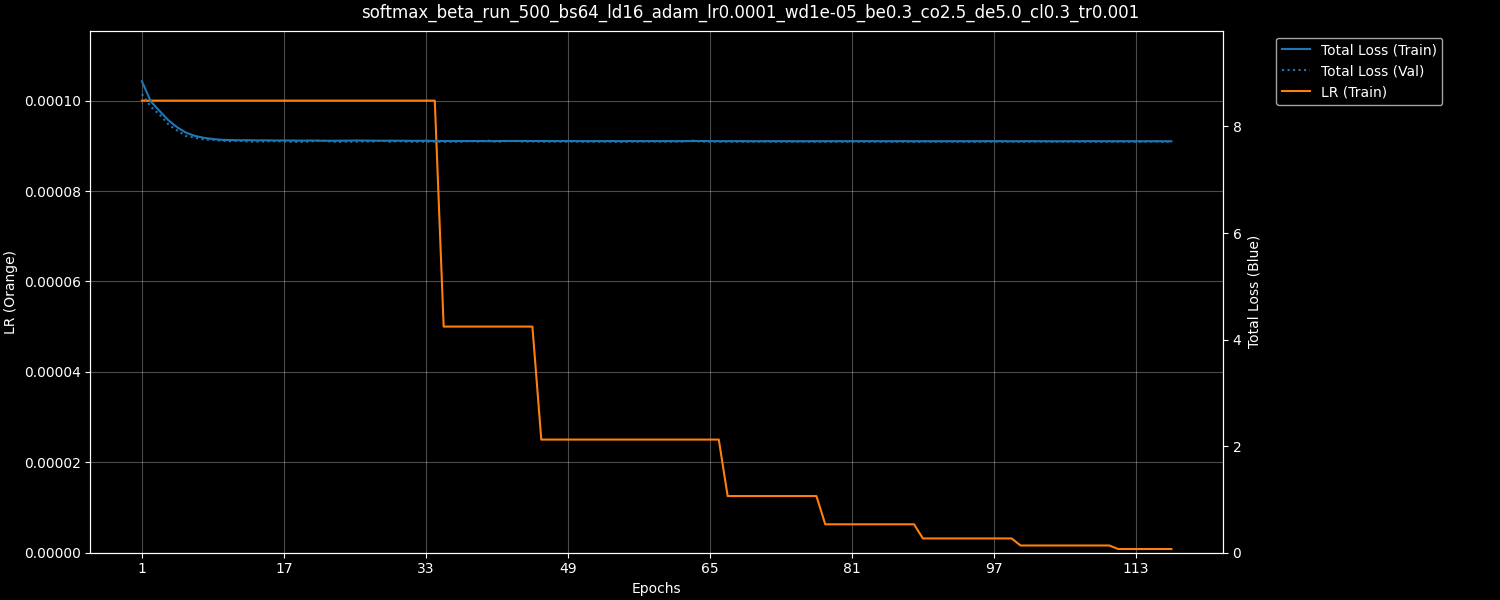 softmax_beta_run_500_bs64_ld16_adam_lr0.0001_wd1e-05_be0.3_co2.5_de5.0_cl0.3_tr0.001
Total Loss (Train)
Total Loss (Val)
LR (Train)
LR (Orange)
0.00010
0.00008
0.00006
0.00004
0.00002
0.00000
8
6
4
2
0
Total Loss (Blue)
1 17 33 49 65 81 97 113
Epochs